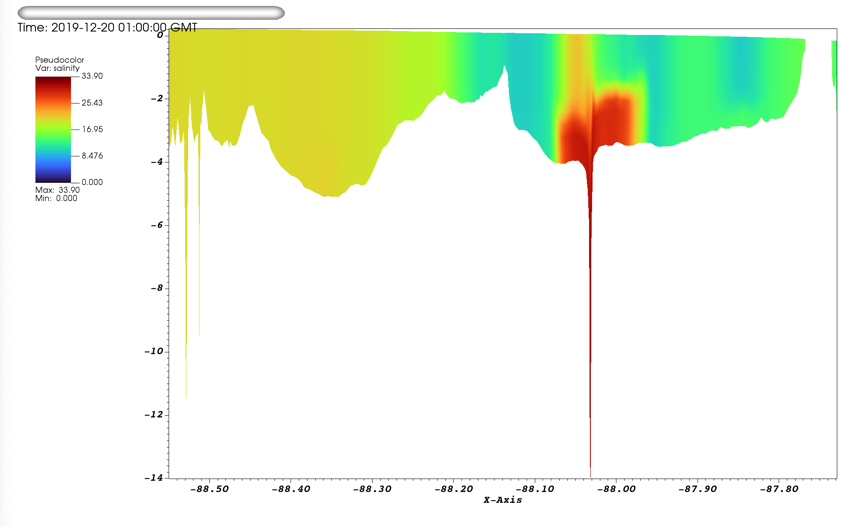 Time: 2019-12-20 01:00:00 GMT
Pseudocolor
Var: salinity
33.90
25.43
16.95
8.476
0.000
Max: 33.90
Min: 0.000
0
-2
-4
-6
-8
-10
-12
-14
-88.50 -88.40 -88.30 -88.20 -88.10 -88.00 -87.90 -87.80
X-Axis